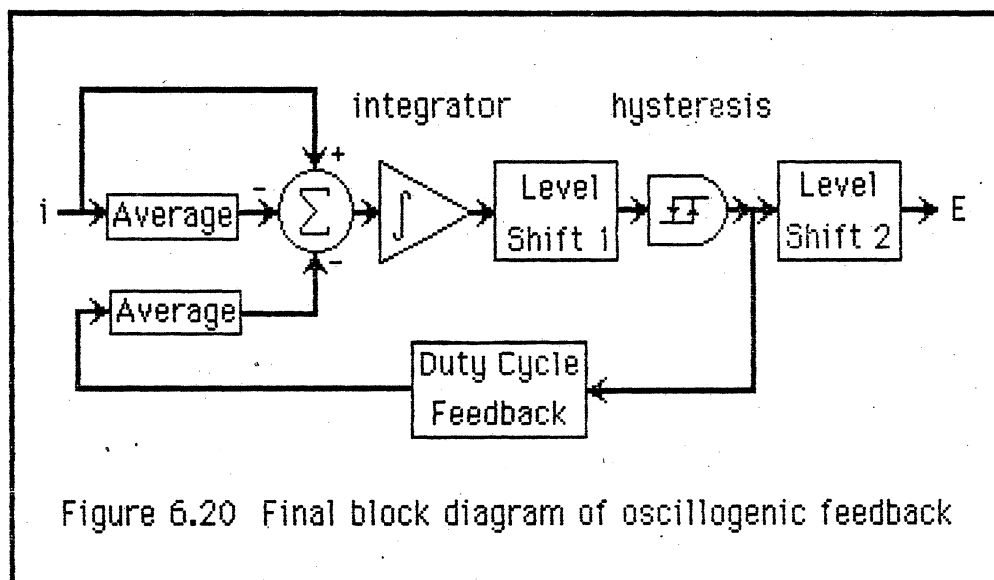 integrator
hysteresis
+
i
Average
-
Σ
∫
Level
Shift 1
Level
Shift 2
E
-
Average
Duty Cycle
Feedback
Figure 6.20 Final block diagram of oscillogenic feedback